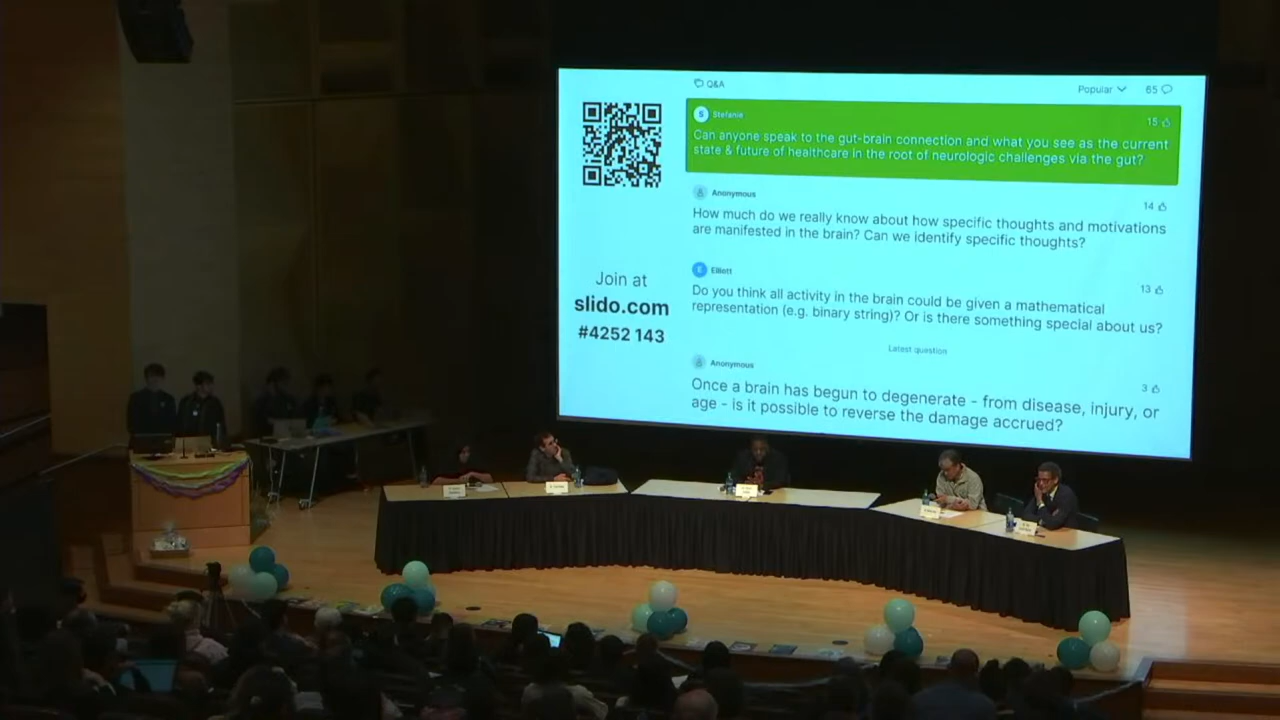 Q&A
Popular
65
S
Stefanie
15
Can anyone speak to the gut-brain connection and what you see as the current
state & future of healthcare in the root of neurologic challenges via the gut?
Anonymous
14
How much do we really know about how specific thoughts and motivations
are manifested in the brain? Can we identify specific thoughts?
E
Elliott
13
Do you think all activity in the brain could be given a mathematical
representation (e.g. binary string)? Or is there something special about us?
Latest question
Anonymous
3
Once a brain has begun to degenerate - from disease, injury, or
age - is it possible to reverse the damage accrued?
Join at
slido.com
#4252 143